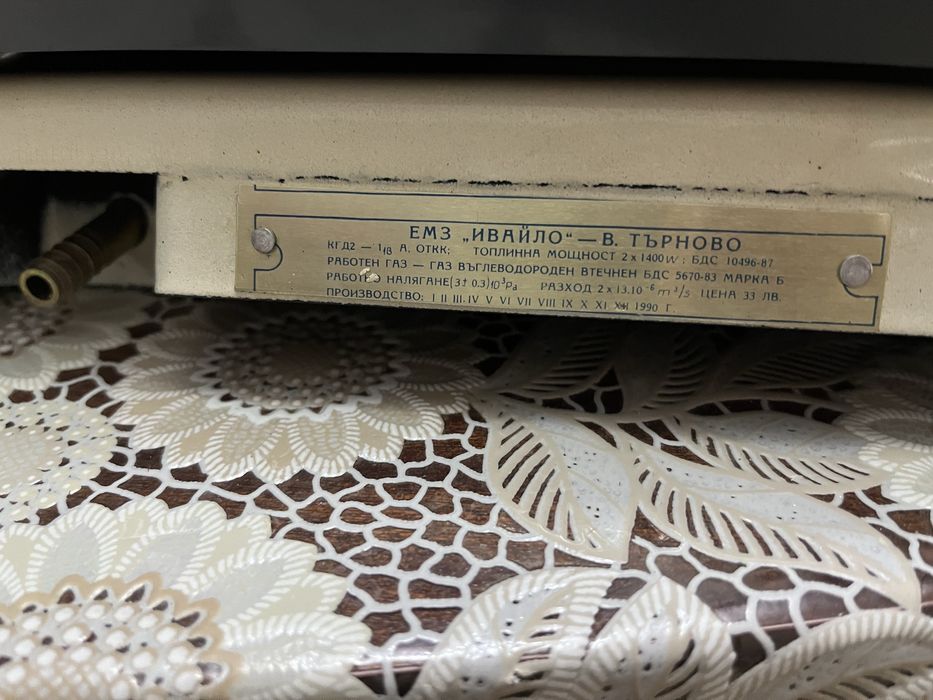 ЕМЗ „ИВАЙЛО“ — В. ТЪРНОВО
КГД2 — 1/1В А, ОТКК; ТОПЛИННА МОЩНОСТ 2 x 1400W; БДС 10496-87
РАБОТЕН ГАЗ — ГАЗ ВЪГЛЕВОДОРОДЕН ВТЕЧНЕН БДС 5670-83 МАРКА Б
РАБОТНО НАЛЯГАНЕ (3± 0.3)10³Pa РАЗХОД 2 x 13.10⁻⁶ m³/s ЦЕНА 33 ЛВ.
ПРОИЗВОДСТВО: I II III IV V VI VII VIII IX X XI XII 1990 Г.